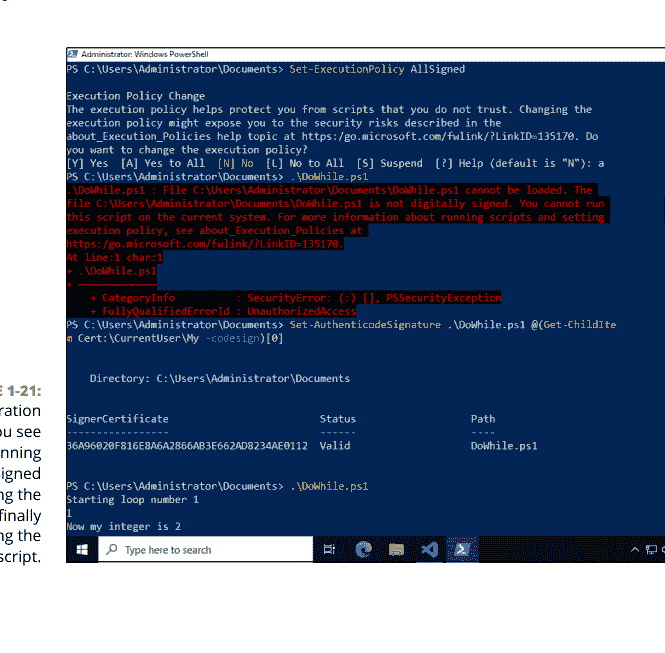 Administrator: Windows PowerShell
PS C:\Users\Administrator\Documents> Set-ExecutionPolicy AllSigned
Execution Policy Change
The execution policy helps protect you from scripts that you do not trust. Changing the
execution policy might expose you to the security risks described in the
about_Execution_Policies help topic at https:/go.microsoft.com/fwlink/?LinkID=135170. Do
you want to change the execution policy?
[Y] Yes  [A] Yes to All  [N] No  [L] No to All  [S] Suspend  [?] Help (default is "N"): a
PS C:\Users\Administrator\Documents> .\DoWhile.ps1
.\DoWhile.ps1 : File C:\Users\Administrator\Documents\DoWhile.ps1 cannot be loaded. The
file C:\Users\Administrator\Documents\DoWhile.ps1 is not digitally signed. You cannot run
this script on the current system. For more information about running scripts and setting
execution policy, see about_Execution_Policies at
https:/go.microsoft.com/fwlink/?LinkID=135170.
At line:1 char:1
+ .\DoWhile.ps1
+ ~~~~~~~~~~~~~
+ CategoryInfo          : SecurityError: (:) [], PSSecurityException
+ FullyQualifiedErrorId : UnauthorizedAccess
PS C:\Users\Administrator\Documents> Set-AuthenticodeSignature .\DoWhile.ps1 @(Get-ChildIte
m Cert:\CurrentUser\My -codesign)[0]
Directory: C:\Users\Administrator\Documents
SignerCertificate Status Path
----------------- ------ ----
36A96020F816E8A6A2866AB3E662AD8234AE0112 Valid DoWhile.ps1
PS C:\Users\Administrator\Documents> .\DoWhile.ps1
Starting loop number 1
1
Now my integer is 2
Type here to search
E 1-21:
ration
ou see
nning
igned
ng the
finally
ng the
script.